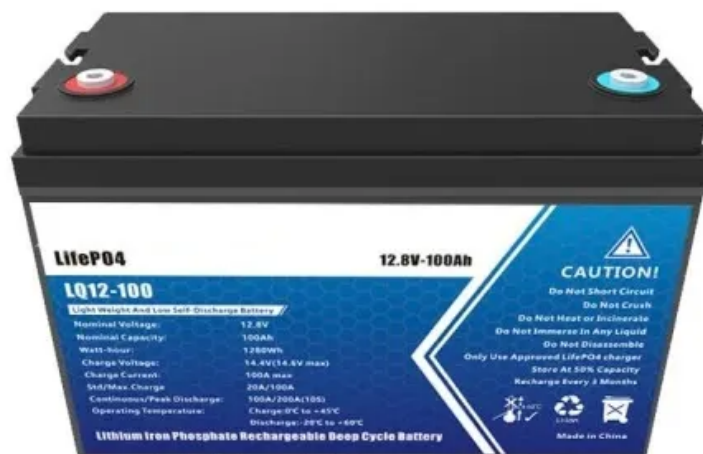 LifePO4
12.8V-100Ah
LQ12-100
Light Weight And Low Self-Discharge Battery
Nominal Voltage: 12.8V
Nominal Capacity: 100Ah
Watt-hour: 1280Wh
Charge Voltage: 14.4V(14.6V max)
Charge Current: 100A max
Std/Max.Charge 20A/100A
Continuous/Peak Discharge: 100A/200A(10S)
Operating Temperature: Charge:0℃ to +45℃
Discharge:-20℃ to +60℃
Lithium Iron Phosphate Rechargeable Deep Cycle Battery
CAUTION!
Do Not Short Circuit
Do Not Crush
Do Not Heat or Incinerate
Do Not Immerse In Any Liquid
Do Not Disassemble
Only Use Approved LifePO4 charger
Store At 50% Capacity
Recharge Every 3 Months
Li-ion
Made in China